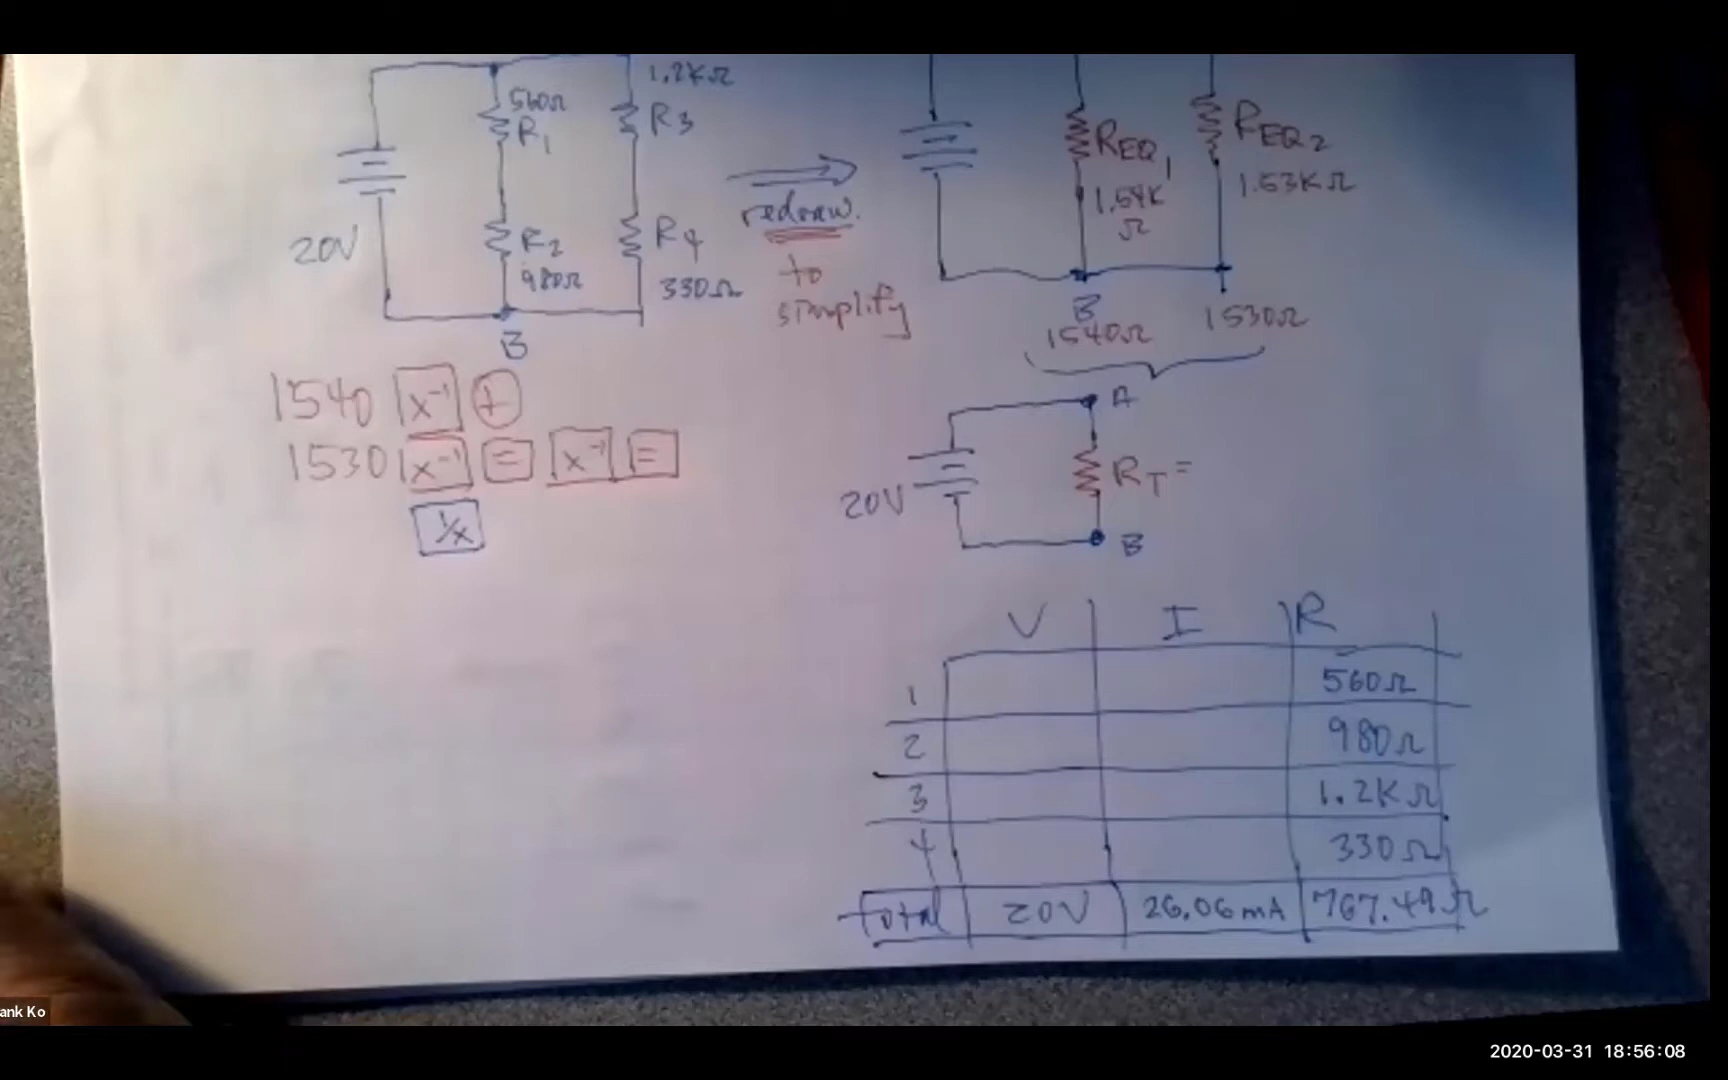 1.2KΩ
560Ω
R1
R3
20V
R2
980Ω
R4
330Ω
B
redraw.
to
simplify
REQ1
1.54K
Ω
REQ2
1.53KΩ
B
1540Ω
1530Ω
1540 x⁻¹ +
1530 x⁻¹ = x⁻¹ =
1/x
A
20V
RT=
B
V I R
1 560Ω
2 980Ω
3 1.2KΩ
4 330Ω
Total 20V 26.06mA 767.49Ω
ank Ko
2020-03-31 18:56:08